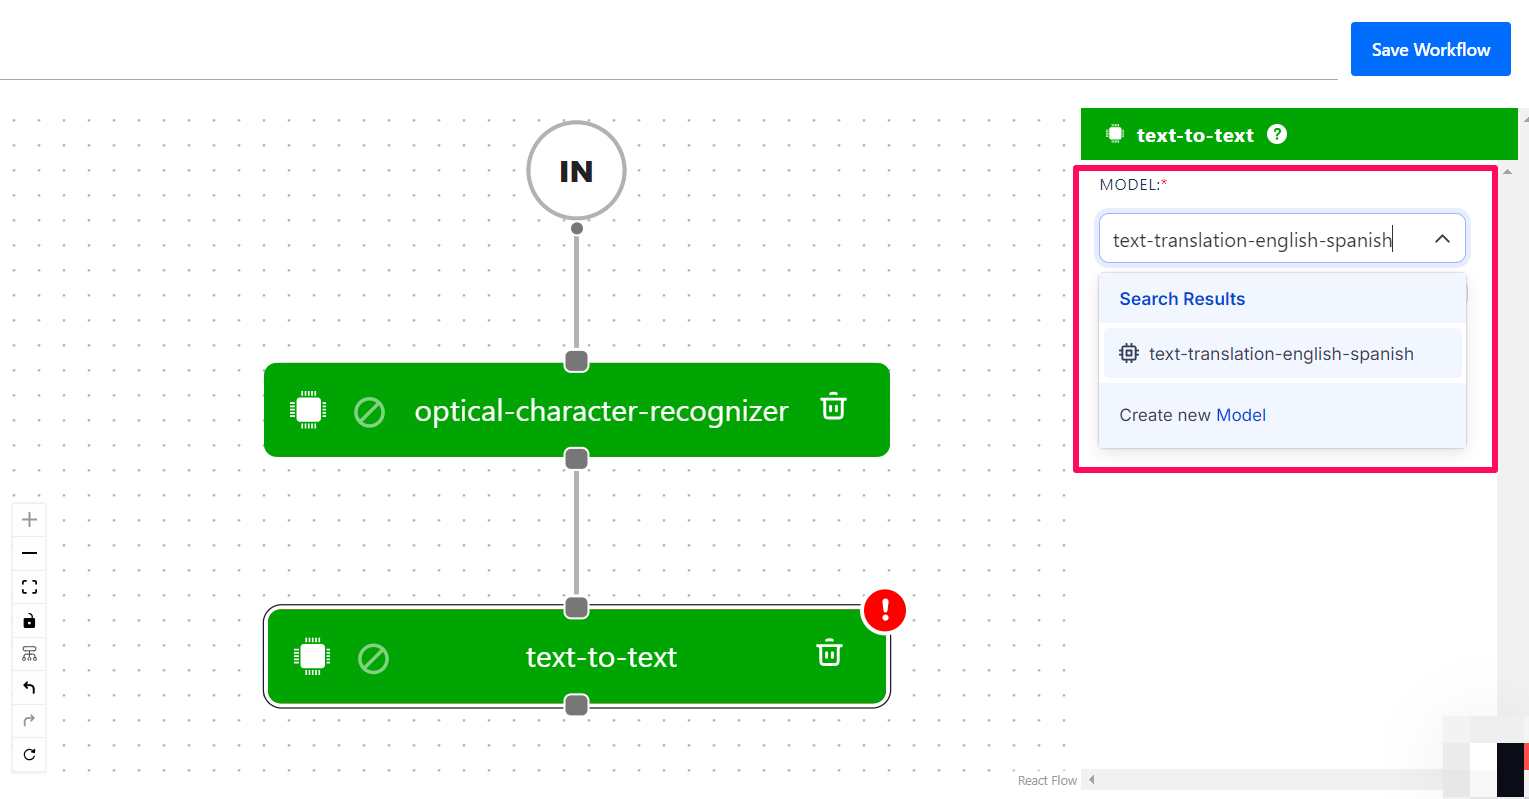 Save Workflow
IN
optical-character-recognizer
text-to-text
!
text-to-text ?
MODEL:*
text-translation-english-spanish
Search Results
text-translation-english-spanish
Create new Model
React Flow